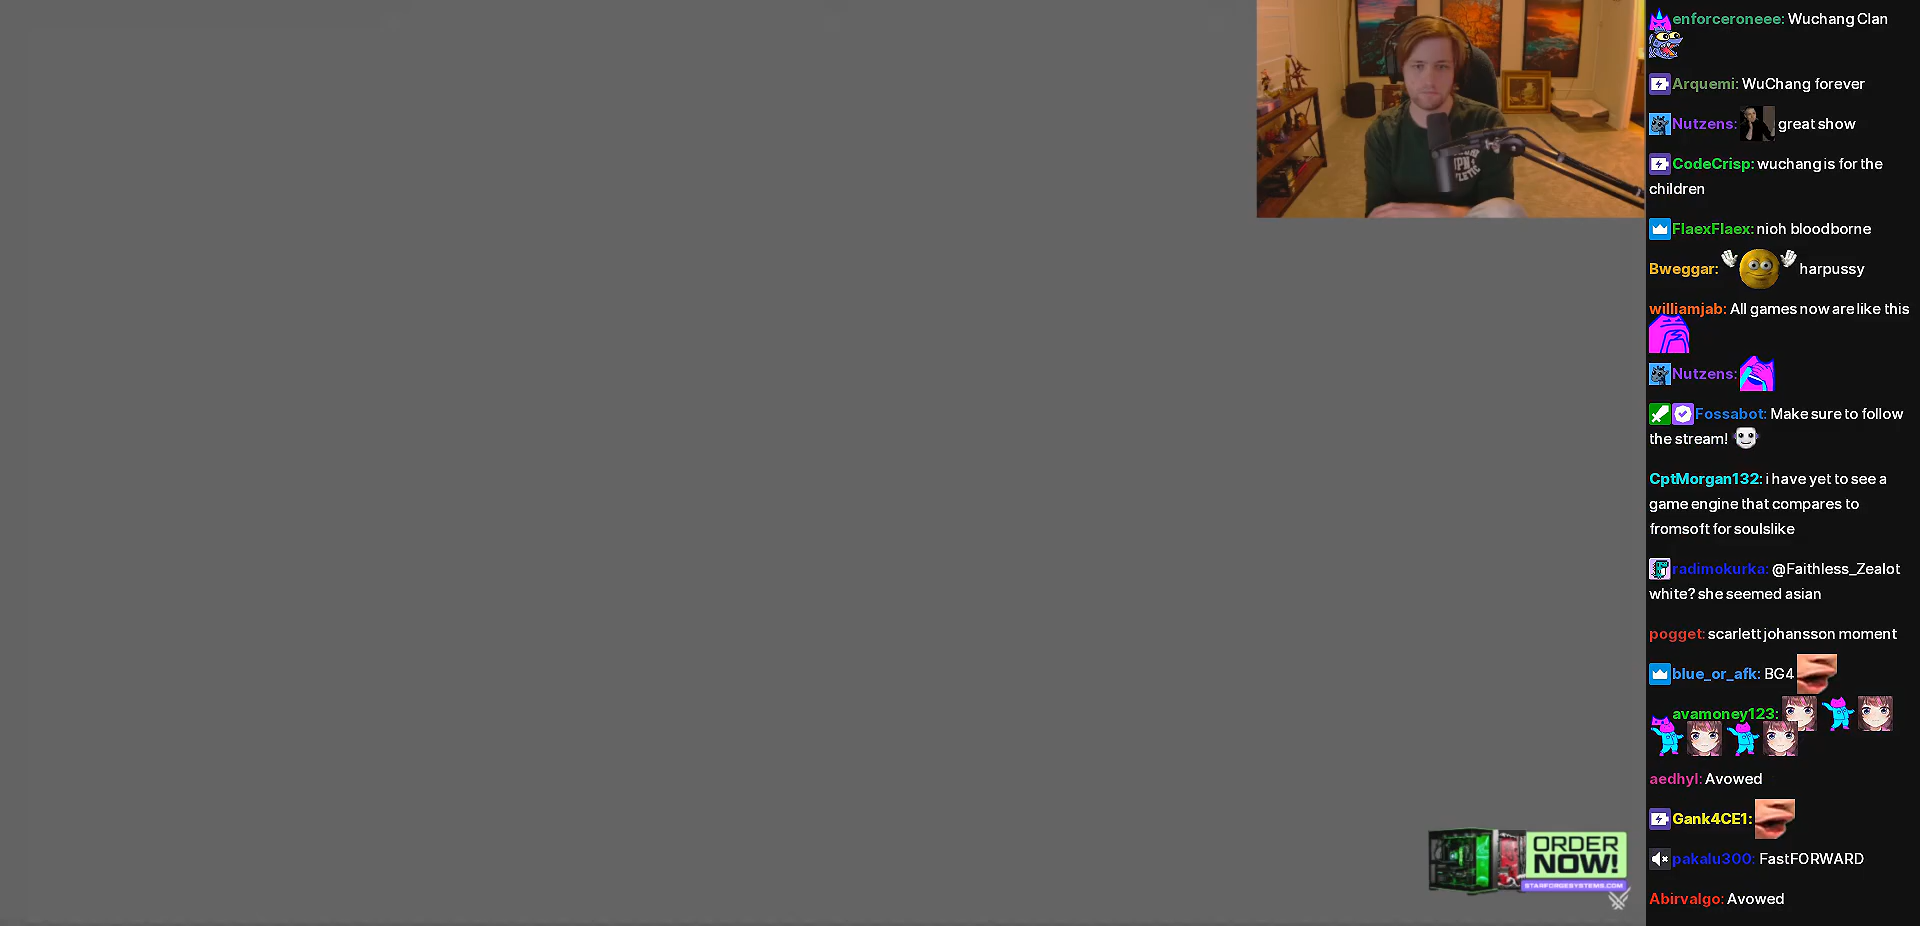 enforceroneee: Wuchang Clan
Arquemi: WuChang forever
Nutzens: great show
CodeCrisp: wuchang is for the
children
FlaexFlaex: nioh bloodborne
Bweggar: harpussy
williamjab: All games now are like this
Nutzens:
Fossabot: Make sure to follow
the stream!
CptMorgan132: i have yet to see a
game engine that compares to
fromsoft for soulslike
radimokurka: @Faithless_Zealot
white? she seemed asian
pogget: scarlett johansson moment
blue_or_afk: BG4
avamoney123:
aedhyl: Avowed
Gank4CE1:
pakalu300: FastFORWARD
Abirvalgo: Avowed
ORDER
NOW!
STARFORGESYSTEMS.COM